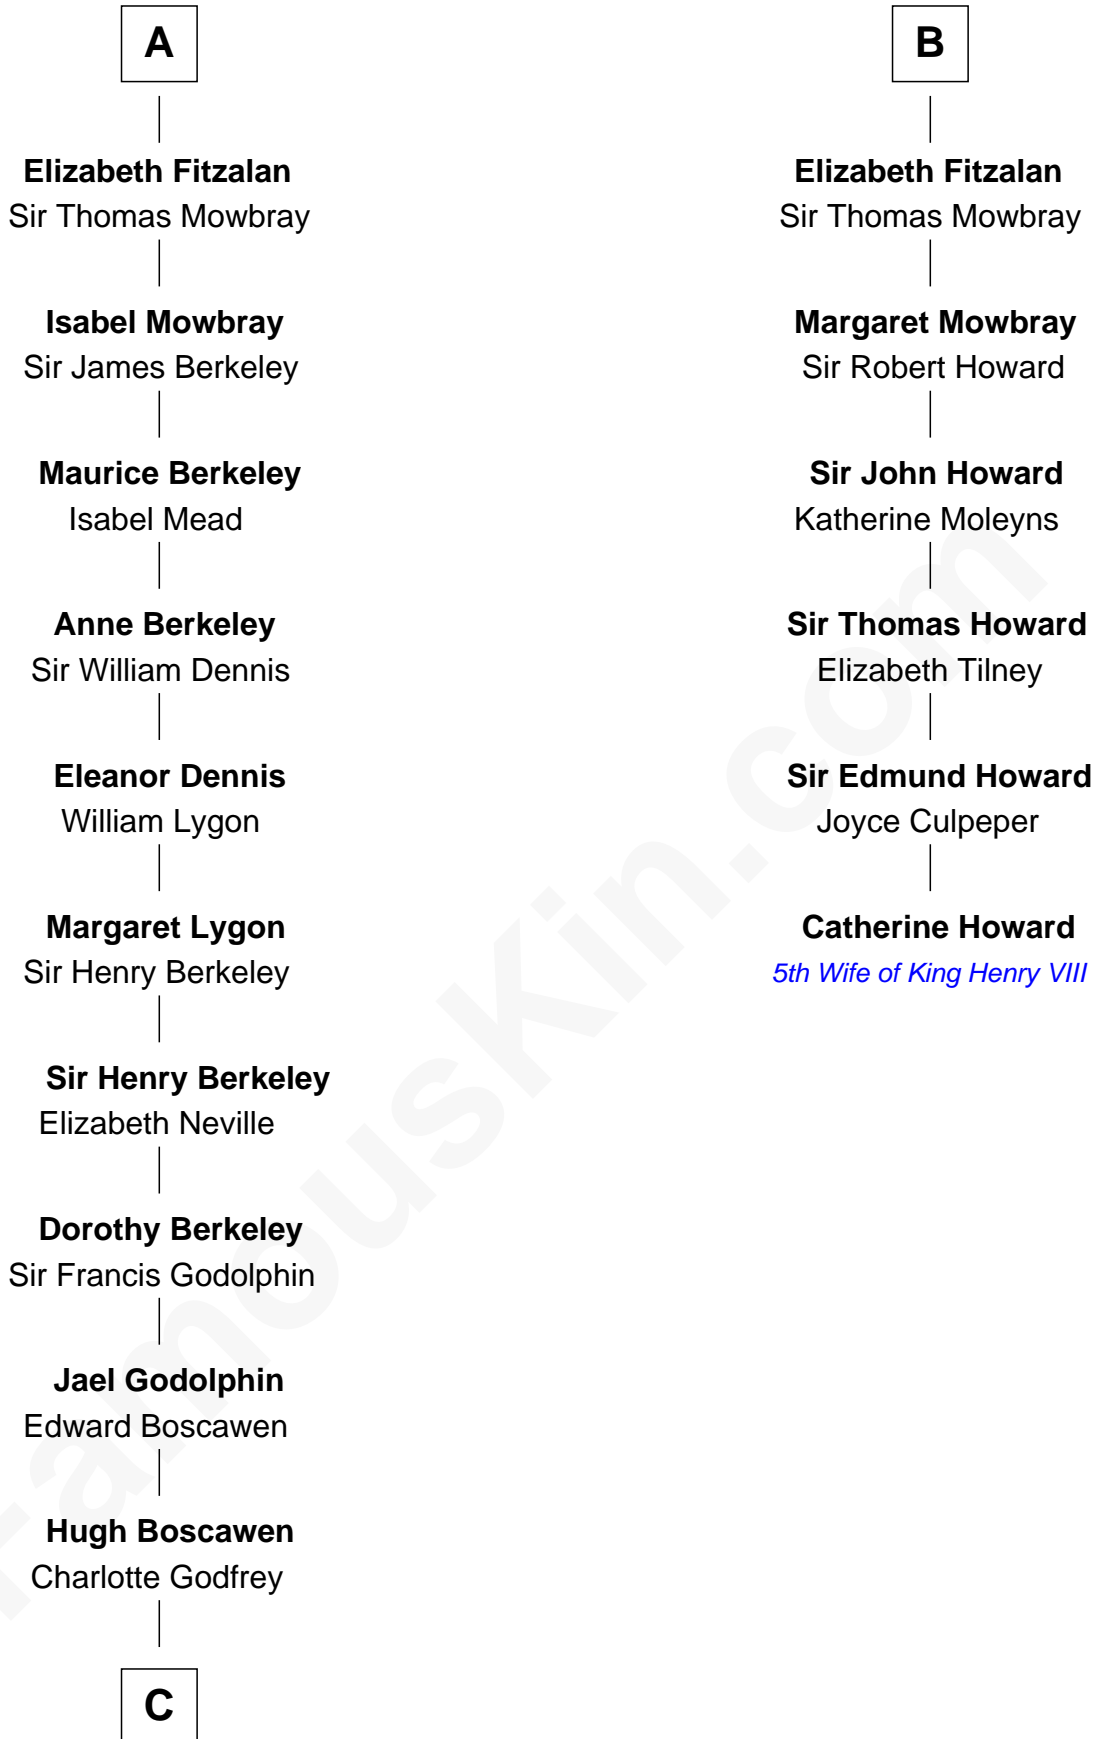 A
Elizabeth Fitzalan
Sir Thomas Mowbray
Isabel Mowbray
Sir James Berkeley
Maurice Berkeley
Isabel Mead
Anne Berkeley
Sir William Dennis
Eleanor Dennis
William Lygon
Margaret Lygon
Sir Henry Berkeley
Sir Henry Berkeley
Elizabeth Neville
Dorothy Berkeley
Sir Francis Godolphin
Jael Godolphin
Edward Boscawen
Hugh Boscawen
Charlotte Godfrey
C
B
Elizabeth Fitzalan
Sir Thomas Mowbray
Margaret Mowbray
Sir Robert Howard
Sir John Howard
Katherine Moleyns
Sir Thomas Howard
Elizabeth Tilney
Sir Edmund Howard
Joyce Culpeper
Catherine Howard
5th Wife of King Henry VIII
FamousKin.com